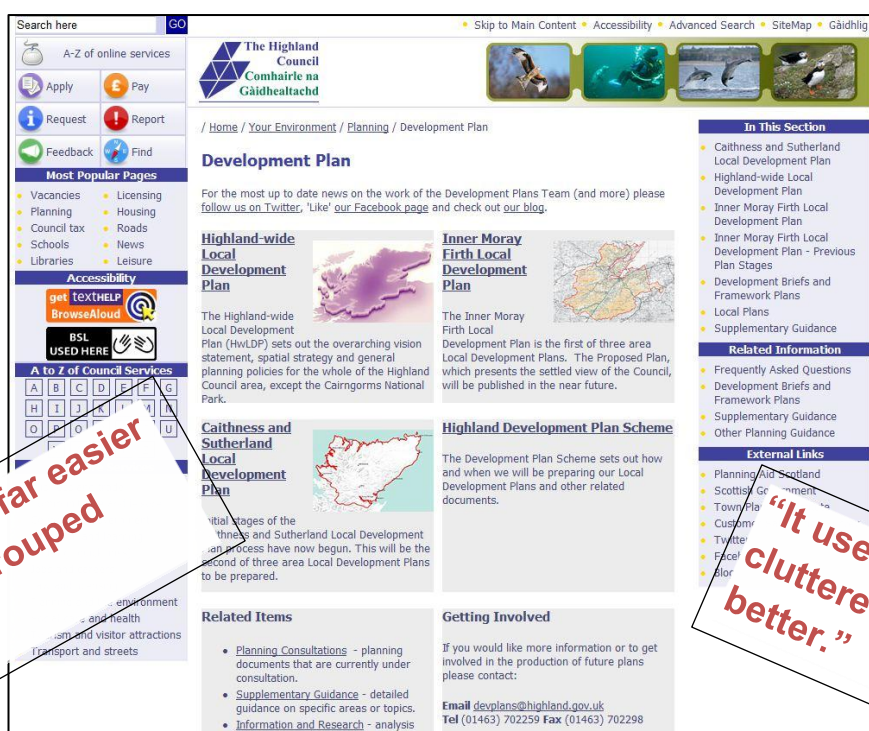 Search here GO
Skip to Main Content Accessibility Advanced Search SiteMap Gàidhlig
A-Z of online services
Apply Pay
Request Report
Feedback Find
Most Popular Pages
Vacancies Licensing
Planning Housing
Council tax Roads
Schools News
Libraries Leisure
Accessibility
get textHELP
BrowseAloud
BSL
USED HERE
A to Z of Council Services
A B C D E F G
H I J K L M N
O P Q U
far easier
ouped
environment
and health
and visitor attractions
Transport and streets
The Highland
Council
Comhairle na
Gàidhealtachd
/ Home / Your Environment / Planning / Development Plan
Development Plan
For the most up to date news on the work of the Development Plans Team (and more) please
follow us on Twitter, 'Like' our Facebook page and check out our blog.
Highland-wide
Local
Development
Plan
The Highland-wide
Local Development
Plan (HwLDP) sets out the overarching vision
statement, spatial strategy and general
planning policies for the whole of the Highland
Council area, except the Cairngorms National
Park.
Inner Moray
Firth Local
Development
Plan
The Inner Moray
Firth Local
Development Plan is the first of three area
Local Development Plans. The Proposed Plan,
which presents the settled view of the Council,
will be published in the near future.
Caithness and
Sutherland
Local
Development
Plan
Initial stages of the
Caithness and Sutherland Local Development
Plan process have now begun. This will be the
second of three area Local Development Plans
to be prepared.
Highland Development Plan Scheme
The Development Plan Scheme sets out how
and when we will be preparing our Local
Development Plans and other related
documents.
Related Items
Planning Consultations - planning
documents that are currently under
consultation.
Supplementary Guidance - detailed
guidance on specific areas or topics.
Information and Research - analysis
Getting Involved
If you would like more information or to get
involved in the production of future plans
please contact:
Email devplans@highland.gov.uk
Tel (01463) 702259 Fax (01463) 702298
In This Section
Caithness and Sutherland
Local Development Plan
Highland-wide Local
Development Plan
Inner Moray Firth Local
Development Plan
Inner Moray Firth Local
Development Plan - Previous
Plan Stages
Development Briefs and
Framework Plans
Local Plans
Supplementary Guidance
Related Information
Frequently Asked Questions
Development Briefs and
Framework Plans
Supplementary Guidance
Other Planning Guidance
External Links
Planning Aid Scotland
Scottish Government
Town
Custome
Twitter
Faceb
Blo
"It use
cluttere
better."